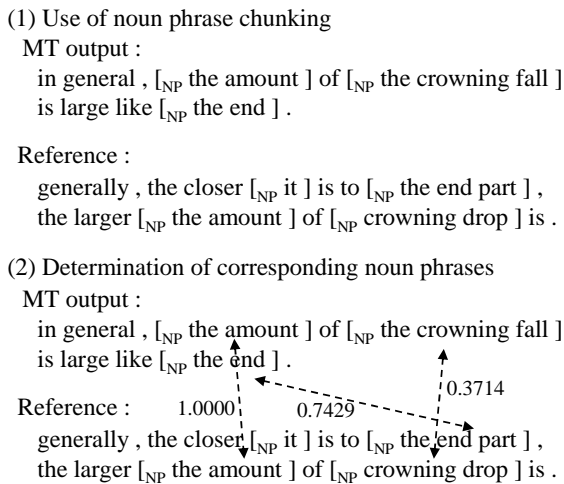 (1) Use of noun phrase chunking
MT output :
in general , [NP the amount ] of [NP the crowning fall ]
is large like [NP the end ] .
Reference :
generally , the closer [NP it ] is to [NP the end part ] ,
the larger [NP the amount ] of [NP crowning drop ] is .
(2) Determination of corresponding noun phrases
MT output :
in general , [NP the amount ] of [NP the crowning fall ]
is large like [NP the end ] .
0.3714
Reference : 1.0000 0.7429
generally , the closer [NP it ] is to [NP the end part ] ,
the larger [NP the amount ] of [NP crowning drop ] is .